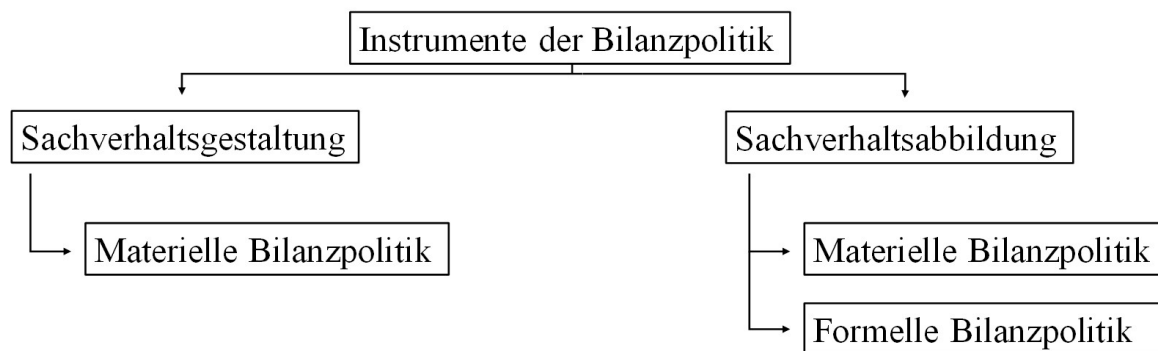 Instrumente der Bilanzpolitik
Sachverhaltsgestaltung
Sachverhaltsabbildung
Materielle Bilanzpolitik
Materielle Bilanzpolitik
Formelle Bilanzpolitik